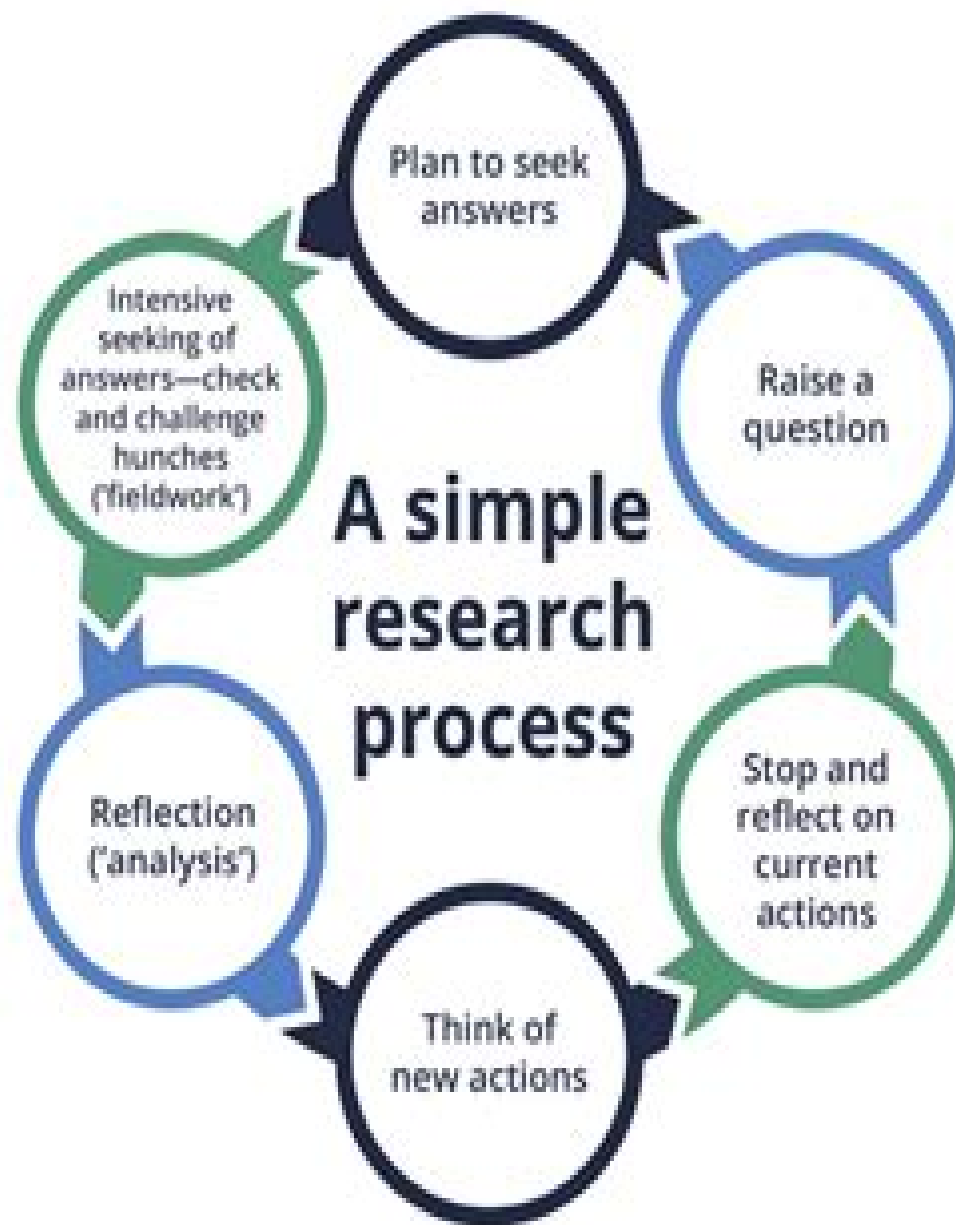 Plan to seek
answers
Raise a
question
Intensive
seeking of
answers—check
and challenge
hunches
(‘fieldwork’)
A simple
research
process
Stop and
reflect on
current
actions
Reflection
(‘analysis’)
Think of
new actions